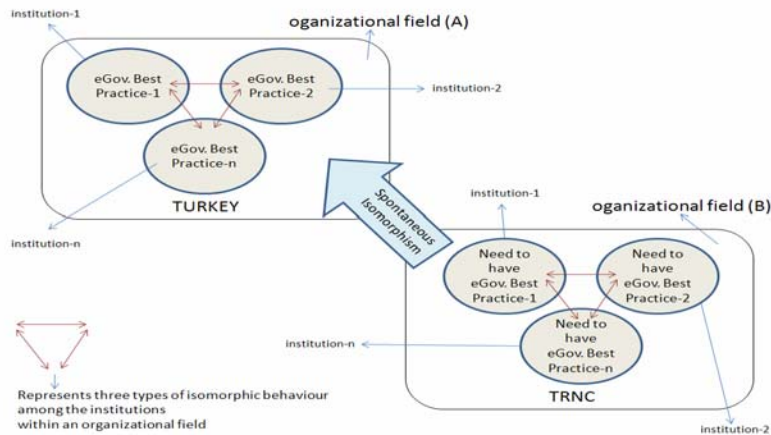 institution-1
oganizational field (A)
eGov. Best
Practice-1
eGov. Best
Practice-2
institution-2
eGov. Best
Practice-n
TURKEY
institution-n
Spontaneous
Isomorphism
institution-1
oganizational field (B)
Need to
have
eGov. Best
Practice-1
Need to
have
eGov. Best
Practice-2
institution-n
Need to
have
eGov. Best
Practice-n
TRNC
institution-2
Represents three types of isomorphic behaviour
among the institutions
within an organizational field